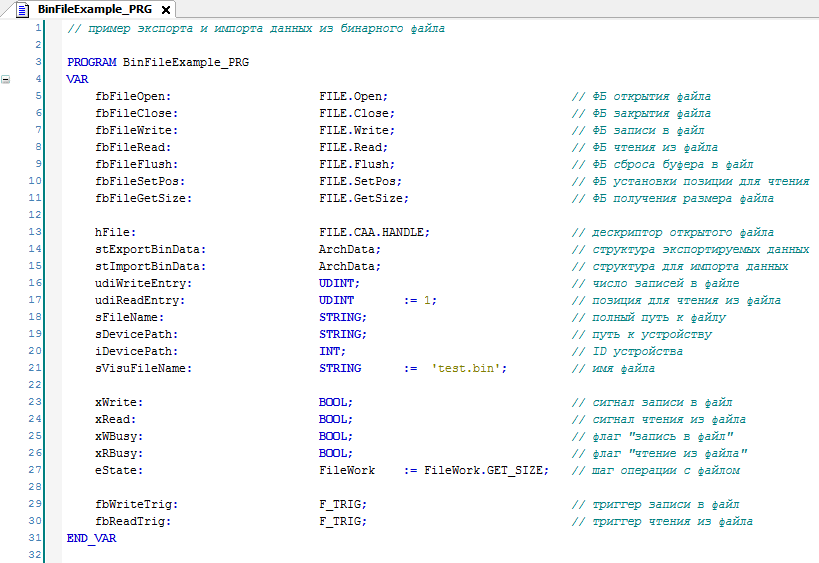 BinFileExample_PRG
1 // пример экспорта и импорта данных из бинарного файла
2
3 PROGRAM BinFileExample_PRG
4 VAR
5 fbFileOpen: FILE.Open; // ФБ открытия файла
6 fbFileClose: FILE.Close; // ФБ закрытия файла
7 fbFileWrite: FILE.Write; // ФБ записи в файл
8 fbFileRead: FILE.Read; // ФБ чтения из файла
9 fbFileFlush: FILE.Flush; // ФБ сброса буфера в файл
10 fbFileSetPos: FILE.SetPos; // ФБ установки позиции для чтения
11 fbFileGetSize: FILE.GetSize; // ФБ получения размера файла
12
13 hFile: FILE.CAA.HANDLE; // дескриптор открытого файла
14 stExportBinData: ArchData; // структура экспортируемых данных
15 stImportBinData: ArchData; // структура для импорта данных
16 udiWriteEntry: UDINT; // число записей в файле
17 udiReadEntry: UDINT := 1; // позиция для чтения из файла
18 sFileName: STRING; // полный путь к файлу
19 sDevicePath: STRING; // путь к устройству
20 iDevicePath: INT; // ID устройства
21 sVisuFileName: STRING := 'test.bin'; // имя файла
22
23 xWrite: BOOL; // сигнал записи в файл
24 xRead: BOOL; // сигнал чтения из файла
25 xWBusy: BOOL; // флаг "запись в файл"
26 xRBusy: BOOL; // флаг "чтение из файла"
27 eState: FileWork := FileWork.GET_SIZE; // шаг операции с файлом
28
29 fbWriteTrig: F_TRIG; // триггер записи в файл
30 fbReadTrig: F_TRIG; // триггер чтения из файла
31 END_VAR
32